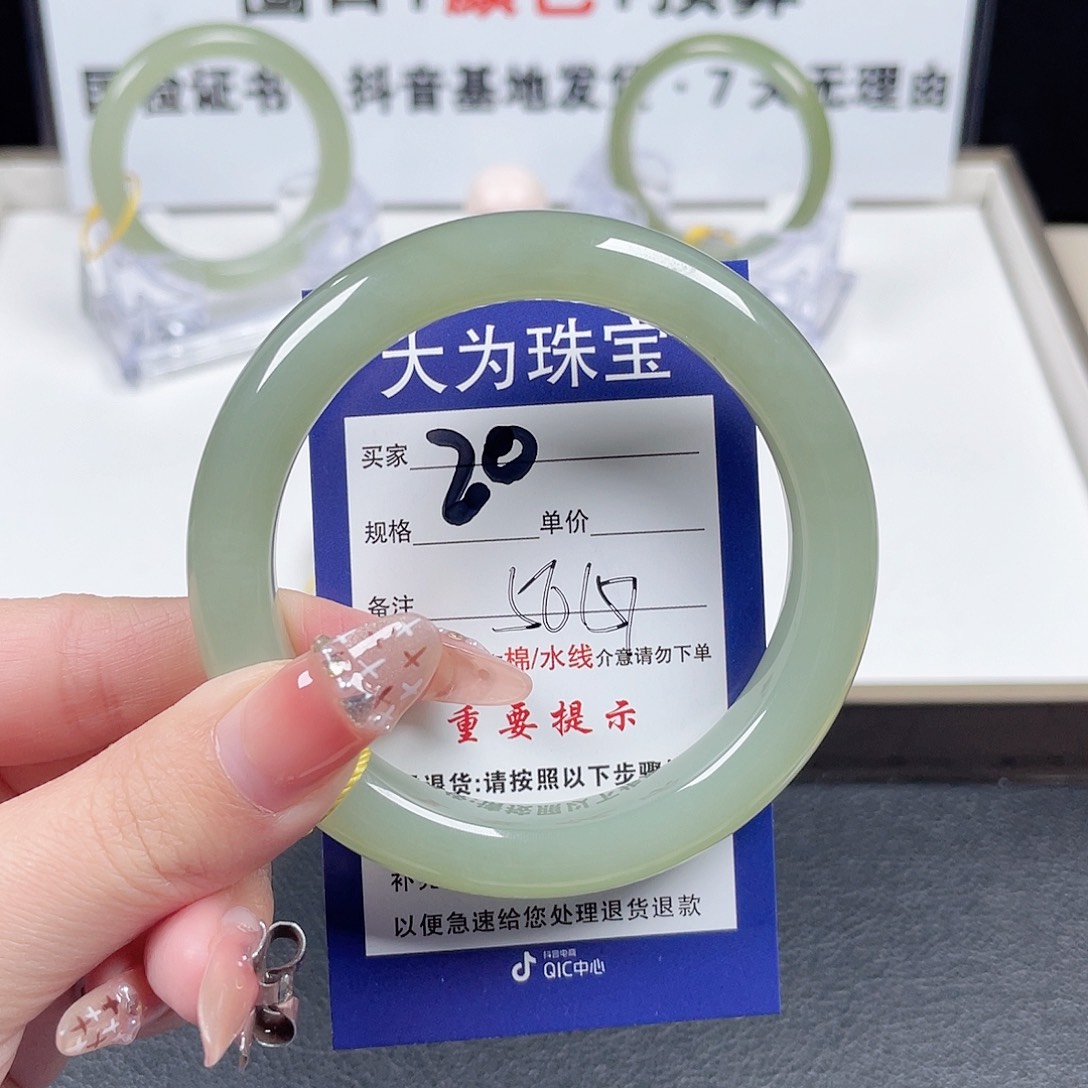 颜色
国检证书 抖音基地发货·7天无理由
大为珠宝
买家 20
规格 单价
备注
棉/水线介意请勿下单
重要提示
退货:请按照以下步骤
以便急速给您处理退货退款
抖音电商
QIC中心